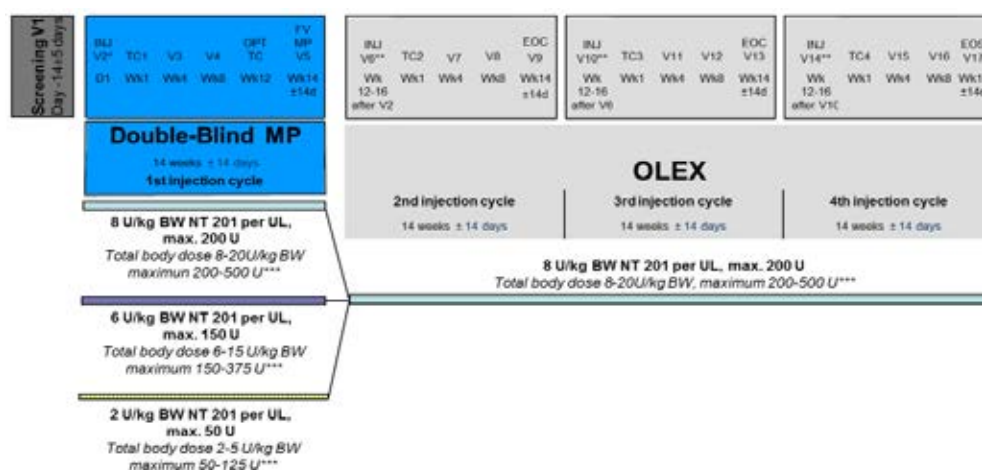 Screening V1
Day -14±5 days
INJ V2* TC1 V3 V4 OPT TC FV MP V5
D1 Wk1 Wk4 Wk8 Wk12 Wk14 ±14d
INJ V6** TC2 V7 V8 EOC V9
Wk 12-16 after V2 Wk1 Wk4 Wk8 Wk14 ±14d
INJ V10** TC3 V11 V12 EOC V13
Wk 12-16 after V6 Wk1 Wk4 Wk8 Wk14 ±14d
INJ V14** TC4 V15 V16 EOS V17
Wk 12-16 after V10 Wk1 Wk4 Wk8 ±14d
Double-Blind MP
14 weeks ± 14 days
1st injection cycle
OLEX
2nd injection cycle
14 weeks ± 14 days
3rd injection cycle
14 weeks ± 14 days
4th injection cycle
14 weeks ± 14 days
8 U/kg BW NT 201 per UL,
max. 200 U
Total body dose 8-20U/kg BW
maximun 200-500 U***
8 U/kg BW NT 201 per UL, max. 200 U
Total body dose 8-20U/kg BW, maximum 200-500 U***
6 U/kg BW NT 201 per UL,
max. 150 U
Total body dose 6-15 U/kg BW
maximum 150-375 U***
2 U/kg BW NT 201 per UL,
max. 50 U
Total body dose 2-5 U/kg BW
maximum 50-125 U***